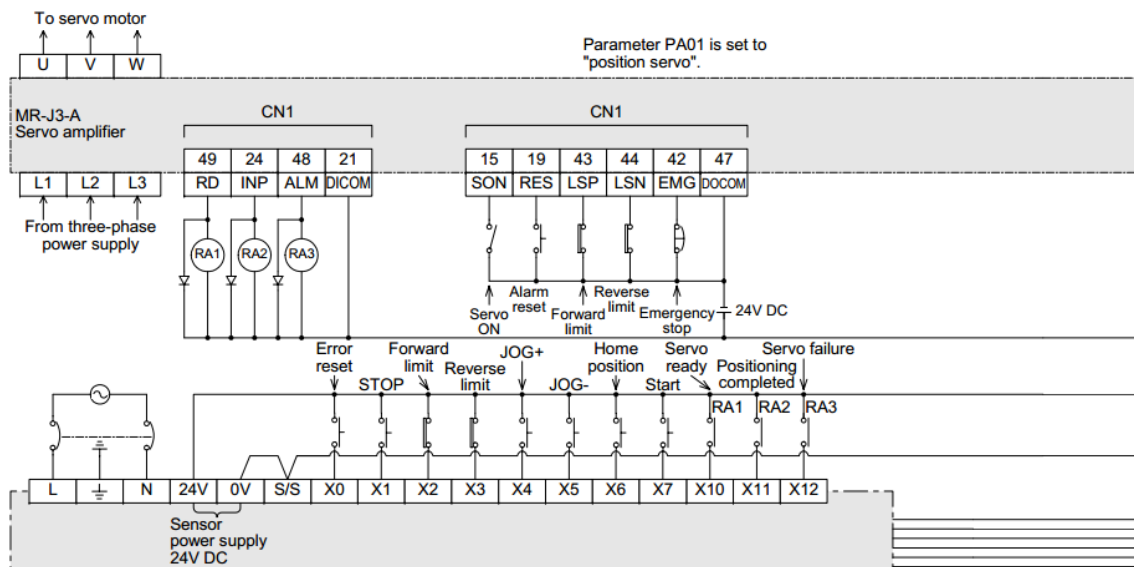 To servo motor
U V W
Parameter PA01 is set to
"position servo".
MR-J3-A
Servo amplifier
CN1 CN1
49 24 48 21 15 19 43 44 42 47
L1 L2 L3 RD INP ALM DICOM SON RES LSP LSN EMG DOCOM
From three-phase
power supply
RA1 RA2 RA3
Servo
ON
Alarm
reset
Forward
limit
Reverse
limit
Emergency
stop
24V DC
Error
reset
STOP
Forward
limit
Reverse
limit
JOG+
JOG-
Home
position
Start
Servo
ready
Positioning
completed
Servo failure
RA1 RA2 RA3
L N 24V 0V S/S X0 X1 X2 X3 X4 X5 X6 X7 X10 X11 X12
Sensor
power supply
24V DC